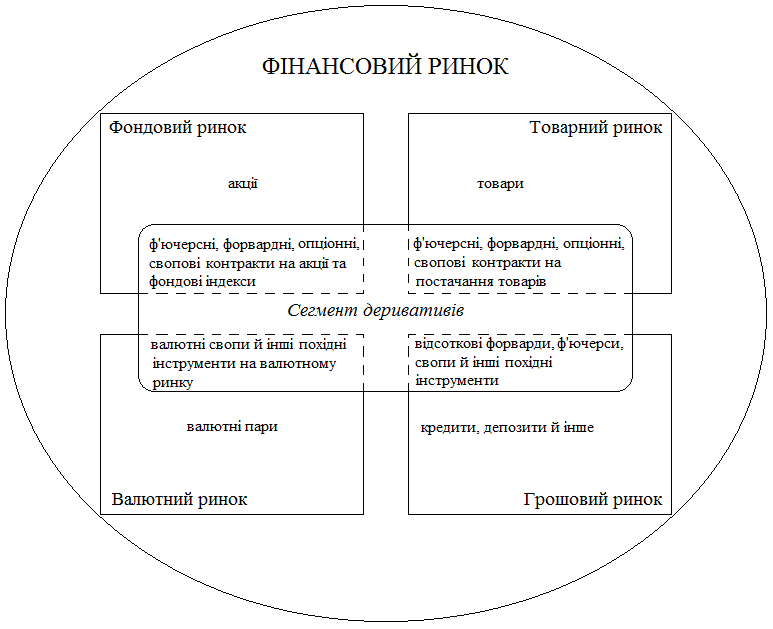 ФІНАНСОВИЙ РИНОК
Фондовий ринок
акції
ф'ючерсні, форвардні, опціонні,
свопові контракти на акції та
фондові індекси
Товарний ринок
товари
ф'ючерсні, форвардні, опціонні,
свопові контракти на
постачання товарів
Сегмент деривативів
валютні свопи й інші похідні
інструменти на валютному
ринку
валютні пари
Валютний ринок
відсоткові форварди, ф'ючерси,
свопи й інші похідні
інструменти
кредити, депозити й інше
Грошовий ринок